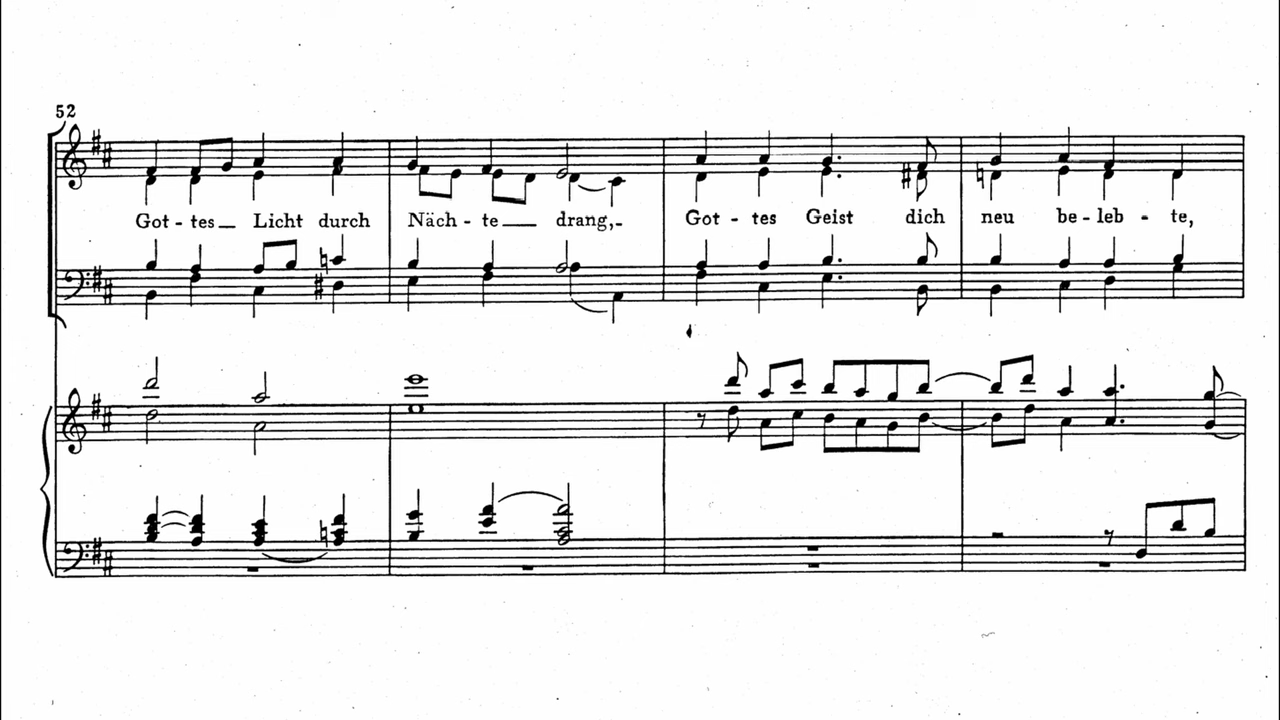 52
Got - tes Licht durch Näch - te drang,- Got - tes Geist dich neu be - leb - te,